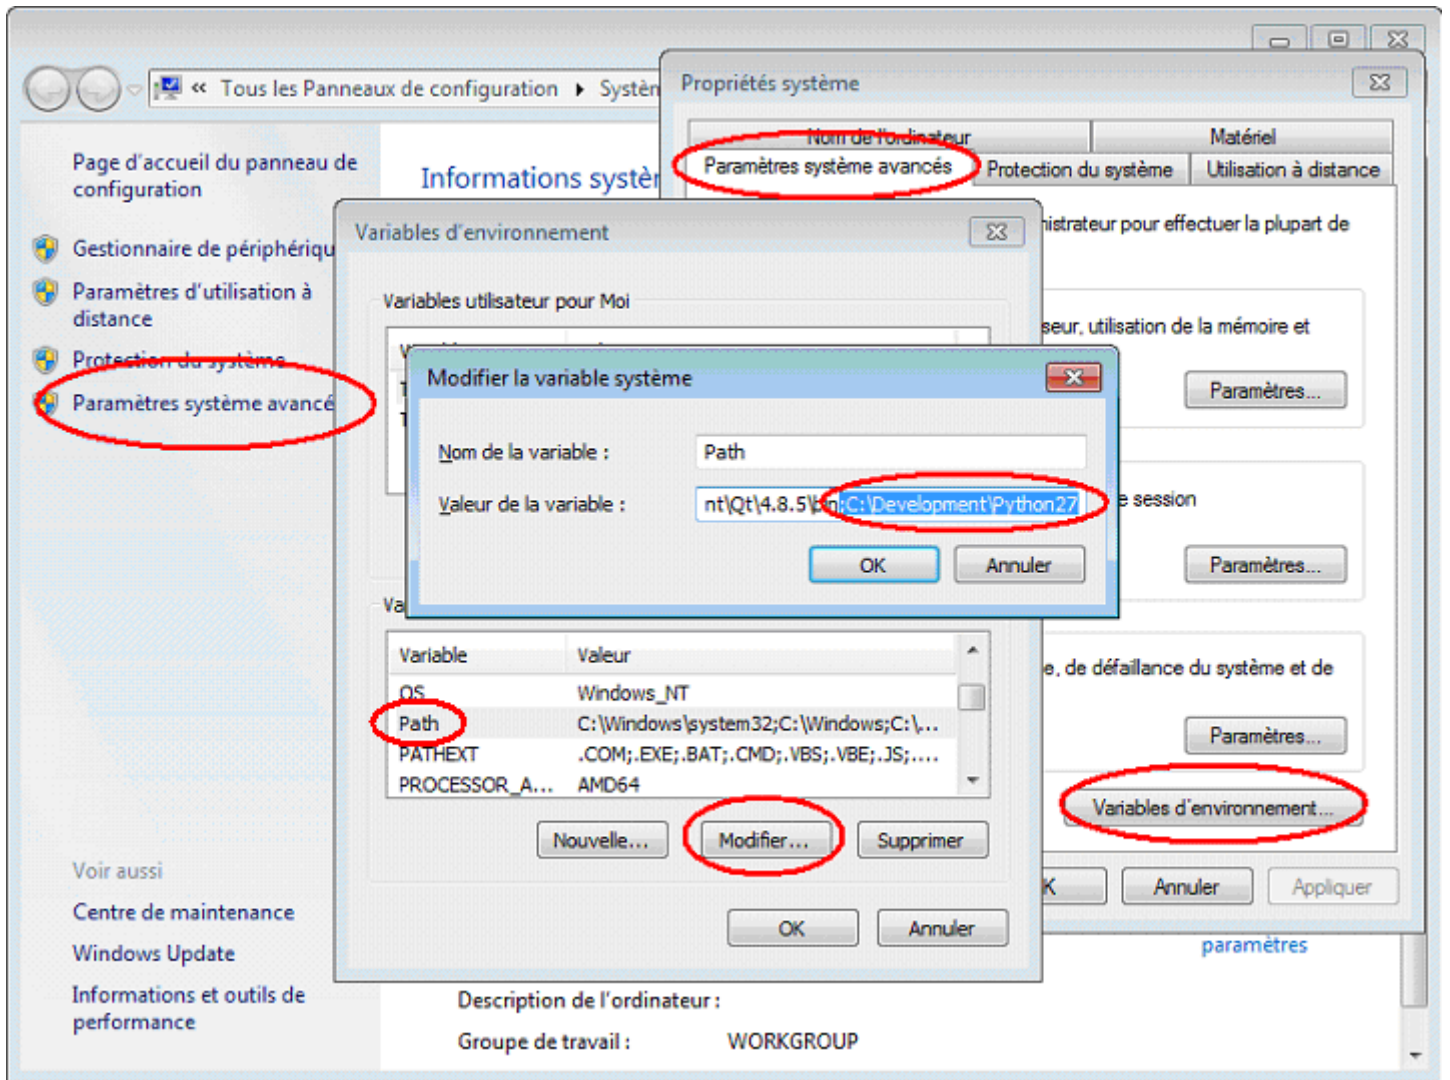 « Tous les Panneaux de configuration ▸ Systèm
Page d'accueil du panneau de
configuration
Gestionnaire de périphériqu
Paramètres d'utilisation à
distance
Protection du système
Paramètres système avancé
Voir aussi
Centre de maintenance
Windows Update
Informations et outils de
performance
Informations systèr
Description de l'ordinateur :
Groupe de travail : WORKGROUP
paramètres
Propriétés système
Nom de l'ordinateur Matériel
Paramètres système avancés Protection du système Utilisation à distance
nistrateur pour effectuer la plupart de
seur, utilisation de la mémoire et
Paramètres...
e session
Paramètres...
e, de défaillance du système et de
Paramètres...
Variables d'environnement...
K Annuler Appliquer
Variables d'environnement
Variables utilisateur pour Moi
Modifier la variable système
Nom de la variable : Path
Valeur de la variable : nt\Qt\4.8.5\bin;C:\Development\Python27
OK Annuler
Va
Variable Valeur
OS Windows_NT
Path C:\Windows\system32;C:\Windows;C:\...
PATHEXT .COM;.EXE;.BAT;.CMD;.VBS;.VBE;.JS;....
PROCESSOR_A... AMD64
Nouvelle... Modifier... Supprimer
OK Annuler